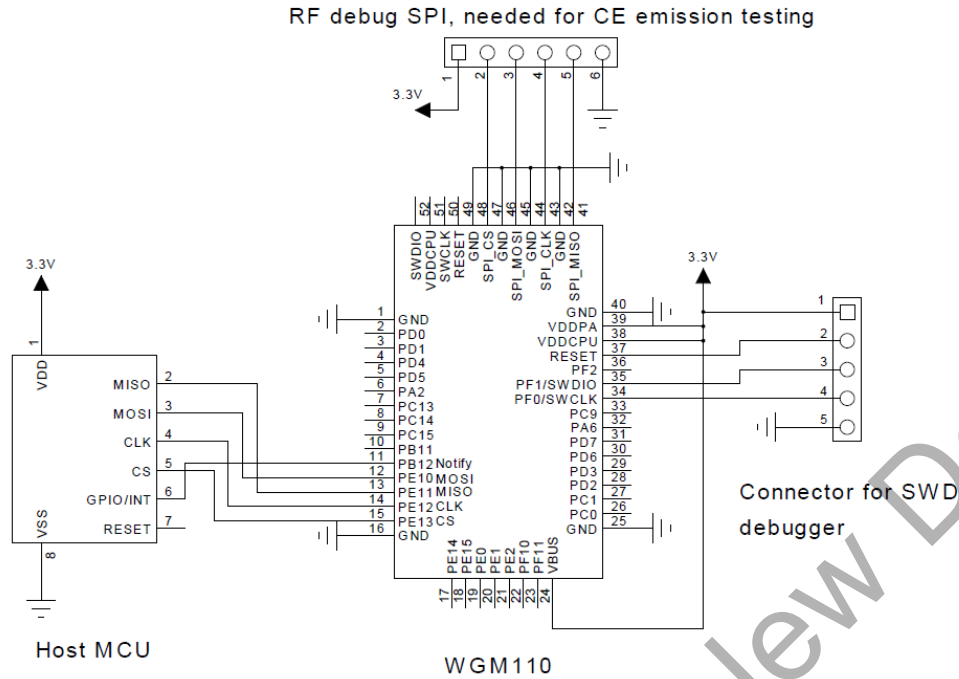 RF debug SPI, needed for CE emission testing
1 2 3 4 5 6
3.3V
52 51 50 49 48 47 46 45 44 43 42 41
SWDIO
VDDCPU
SWCLK
RESET
GND
SPI_CS
GND
SPI_MOSI
GND
SPI_CLK
GND
SPI_MISO
3.3V
1
VDD
MISO 2
MOSI 3
CLK 4
CS 5
GPIO/INT 6
RESET 7
VSS
8
Host MCU
1 GND
2 PD0
3 PD1
4 PD4
5 PD5
6 PA2
7 PC13
8 PC14
9 PC15
10 PB11
11 PB12 Notify
12 PE10 MOSI
13 PE11 MISO
14 PE12 CLK
15 PE13 CS
16 GND
17 PE14
18 PE15
19 PE0
20 PE1
21 PE2
22 PF10
23 PF11
24 VBUS
GND 40
VDDPA 39
VDDCPU 38
RESET 37
PF2 36
PF1/SWDIO 35
PF0/SWCLK 34
PC9 33
PA6 32
PD7 31
PD6 30
PD3 29
PD2 28
PC1 27
PC0 26
GND 25
WGM110
3.3V
1
2
3
4
5
Connector for SWD
debugger
lew D